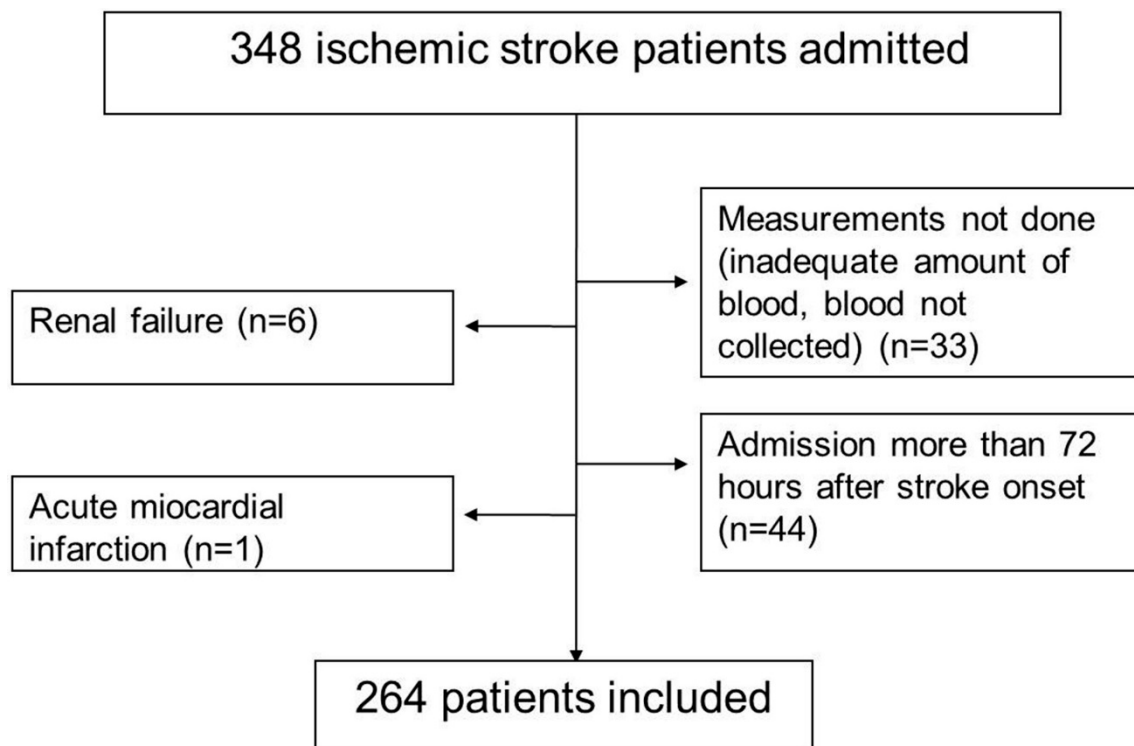 348 ischemic stroke patients admitted
Measurements not done
(inadequate amount of
blood, blood not
collected) (n=33)
Renal failure (n=6)
Admission more than 72
hours after stroke onset
(n=44)
Acute miocardial
infarction (n=1)
264 patients included